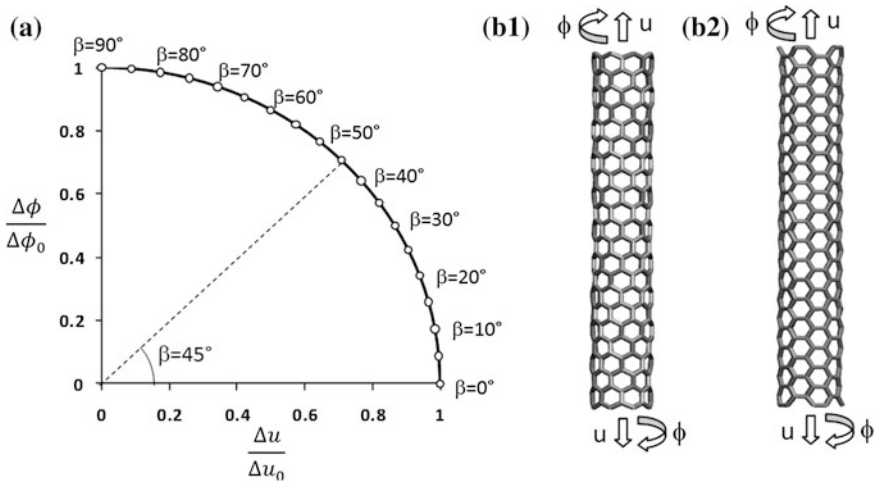 (a)
β=90°
β=80°
β=70°
β=60°
β=50°
β=40°
β=30°
β=20°
β=10°
β=0°
β=45°
1
0.8
0.6
0.4
0.2
0
Δϕ
Δϕ₀
0 0.2 0.4 0.6 0.8 1
Δu
Δu₀
(b1)
ϕ u
u ϕ
(b2)
ϕ u
u ϕ